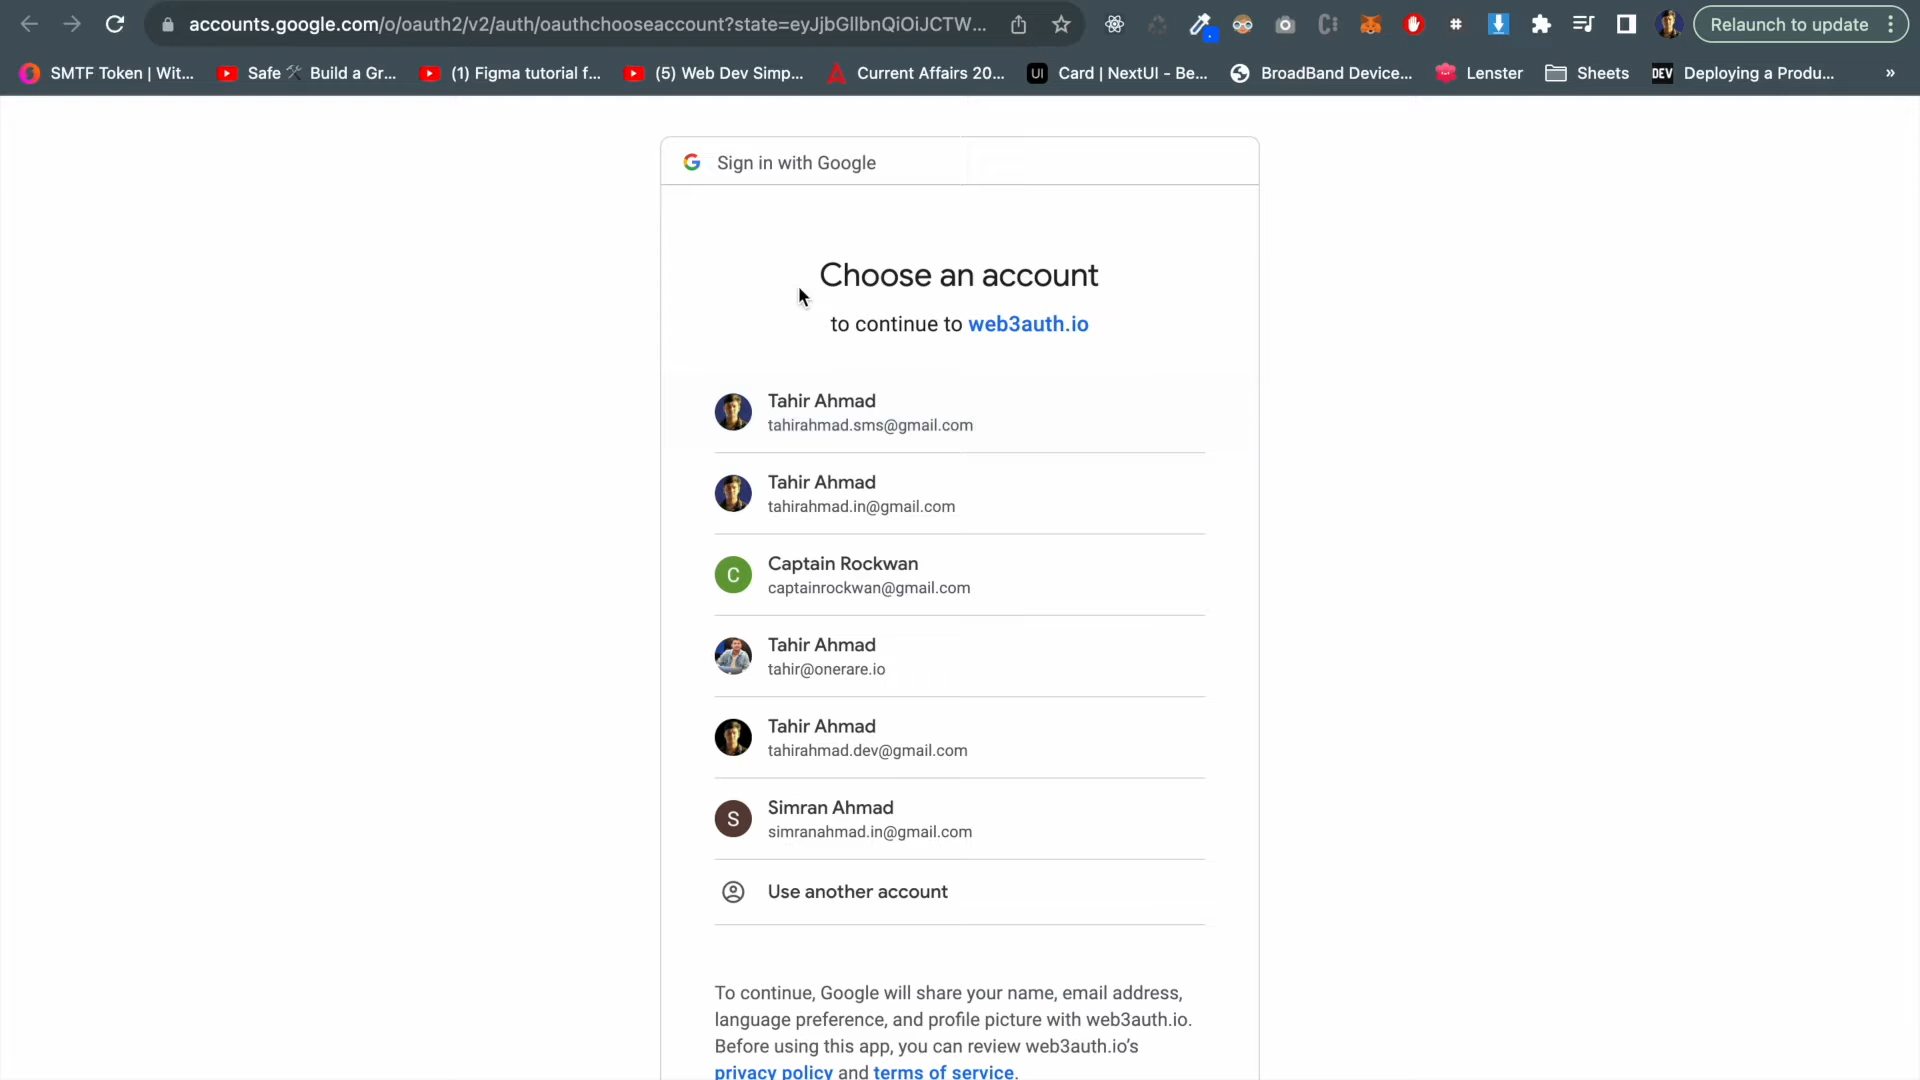 accounts.google.com/o/oauth2/v2/auth/oauthchooseaccount?state=eyJjbGllbnQiOiJCTW...
Relaunch to update
SMTF Token | Wit...
Safe 🛠 Build a Gr...
(1) Figma tutorial f...
(5) Web Dev Simp...
Current Affairs 20...
UI
Card | NextUI - Be...
BroadBand Device...
Lenster
Sheets
DEV
Deploying a Produ...
»
Sign in with Google
Choose an account
to continue to web3auth.io
Tahir Ahmad
tahirahmad.sms@gmail.com
Tahir Ahmad
tahirahmad.in@gmail.com
C
Captain Rockwan
captainrockwan@gmail.com
Tahir Ahmad
tahir@onerare.io
Tahir Ahmad
tahirahmad.dev@gmail.com
S
Simran Ahmad
simranahmad.in@gmail.com
Use another account
To continue, Google will share your name, email address,
language preference, and profile picture with web3auth.io.
Before using this app, you can review web3auth.io's
privacy policy and terms of service.